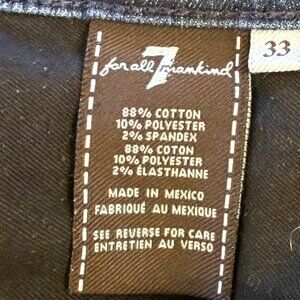 7
for all mankind
33
88% COTTON
10% POLYESTER
2% SPANDEX
88% COTON
10% POLYESTER
2% ÉLASTHANNE
MADE IN MEXICO
FABRIQUÉ AU MEXIQUE
SEE REVERSE FOR CARE
ENTRETIEN AU VERSO